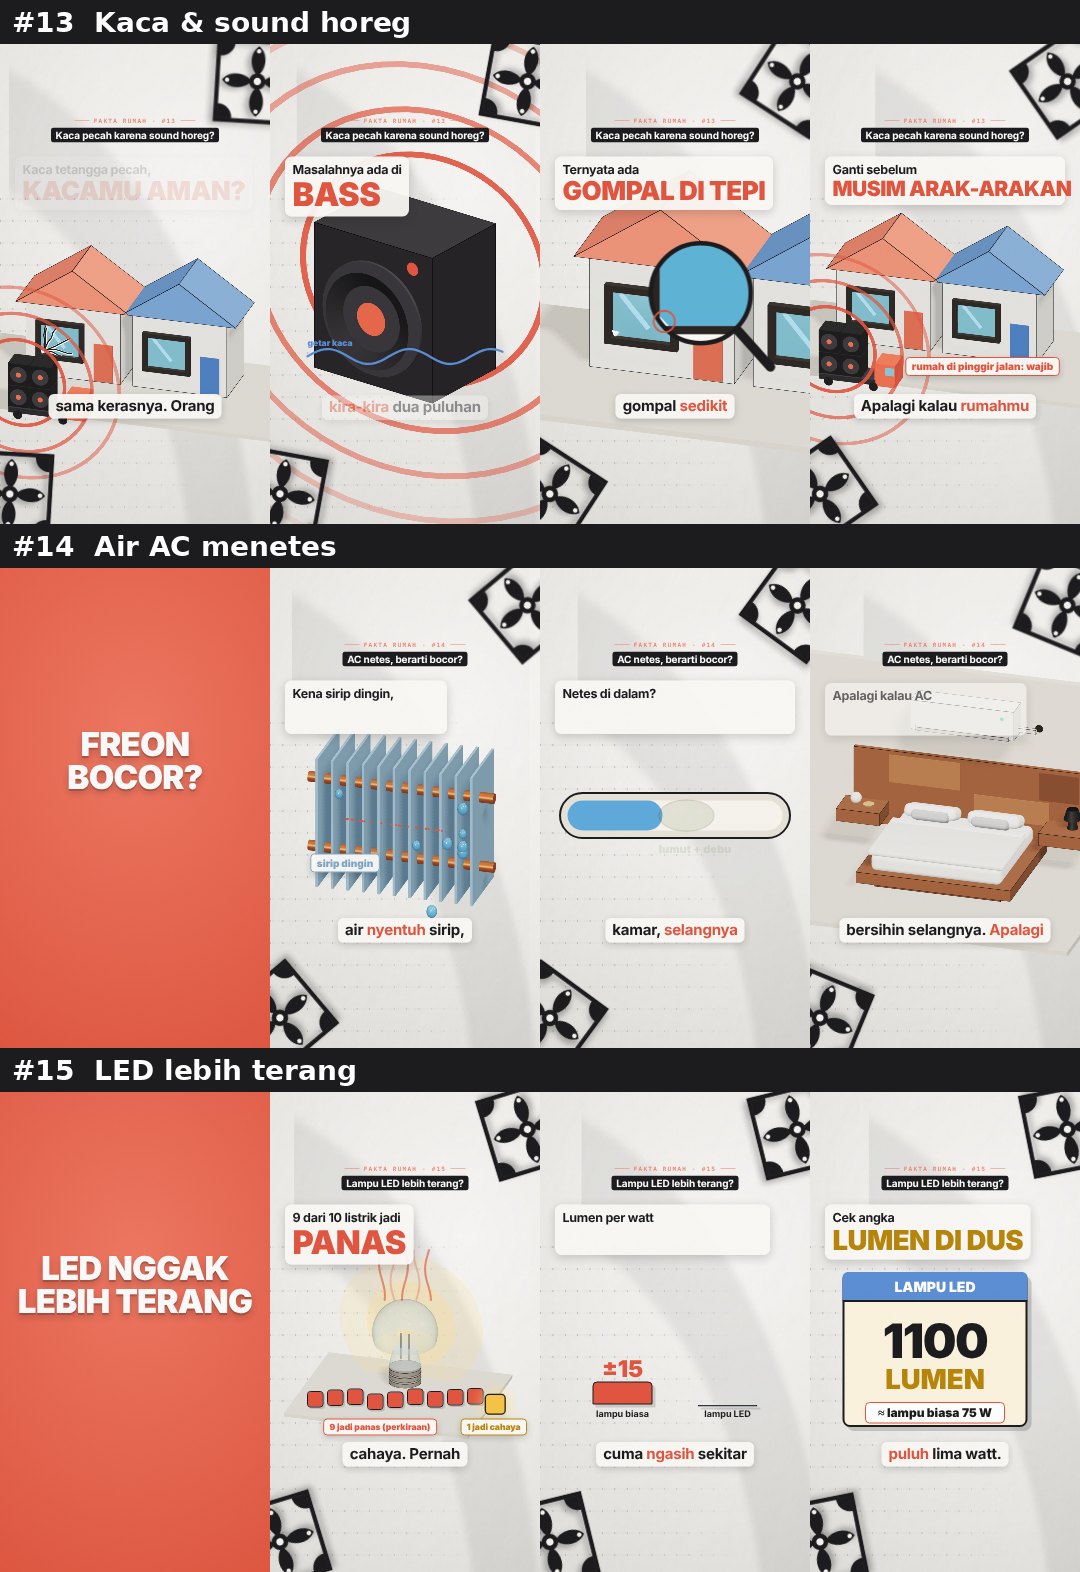 #13 Kaca & sound horeg
FAKTA RUMAH · #13
Kaca pecah karena sound horeg?
Kaca tetangga pecah,
KACAMU AMAN?
sama kerasnya. Orang
FAKTA RUMAH · #13
Kaca pecah karena sound horeg?
Masalahnya ada di
BASS
getar kaca
kira-kira dua puluhan
FAKTA RUMAH · #13
Kaca pecah karena sound horeg?
Ternyata ada
GOMPAL DI TEPI
gompal sedikit
FAKTA RUMAH · #13
Kaca pecah karena sound horeg?
Ganti sebelum
MUSIM ARAK-ARAKAN
rumah di pinggir jalan: wajib
Apalagi kalau rumahmu
#14 Air AC menetes
FREON
BOCOR?
FAKTA RUMAH · #14
AC netes, berarti bocor?
Kena sirip dingin,
sirip dingin
air nyentuh sirip,
FAKTA RUMAH · #14
AC netes, berarti bocor?
Netes di dalam?
lumut + debu
kamar, selangnya
FAKTA RUMAH · #14
AC netes, berarti bocor?
Apalagi kalau AC
bersihin selangnya. Apalagi
#15 LED lebih terang
LED NGGAK
LEBIH TERANG
FAKTA RUMAH · #15
Lampu LED lebih terang?
9 dari 10 listrik jadi
PANAS
9 jadi panas (perkiraan)
1 jadi cahaya
cahaya. Pernah
FAKTA RUMAH · #15
Lampu LED lebih terang?
Lumen per watt
±15
lampu biasa
lampu LED
cuma ngasih sekitar
FAKTA RUMAH · #15
Lampu LED lebih terang?
Cek angka
LUMEN DI DUS
LAMPU LED
1100
LUMEN
≈ lampu biasa 75 W
puluh lima watt.